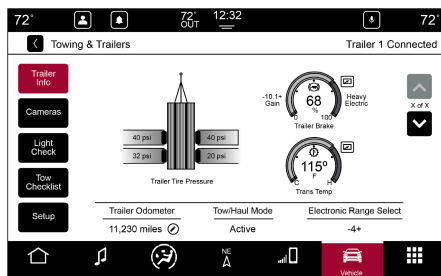 72° 72° OUT 12:32 72°
Towing & Trailers Trailer 1 Connected
Trailer Info
Cameras
Light Check
Tow Checklist
Setup
40 psi 40 psi
32 psi 20 psi
Trailer Tire Pressure
-10.1+ Gain
68 %
0 100
Heavy Electric
Trailer Brake
115° F
C H
Trans Temp
X of X
Trailer Odometer Tow/Haul Mode Electronic Range Select
11,230 miles Active -4+
NE
A
Vehicle